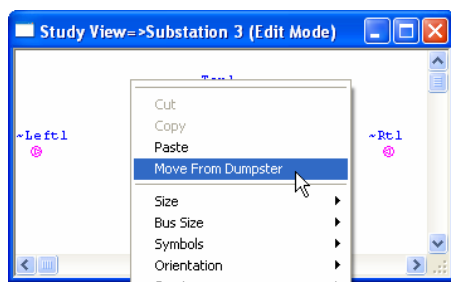 Study View=>Substation 3 (Edit Mode)
Cut
Copy
~Left1
~Rt1
Paste
Move From Dumpster
Size
Bus Size
Symbols
Orientation